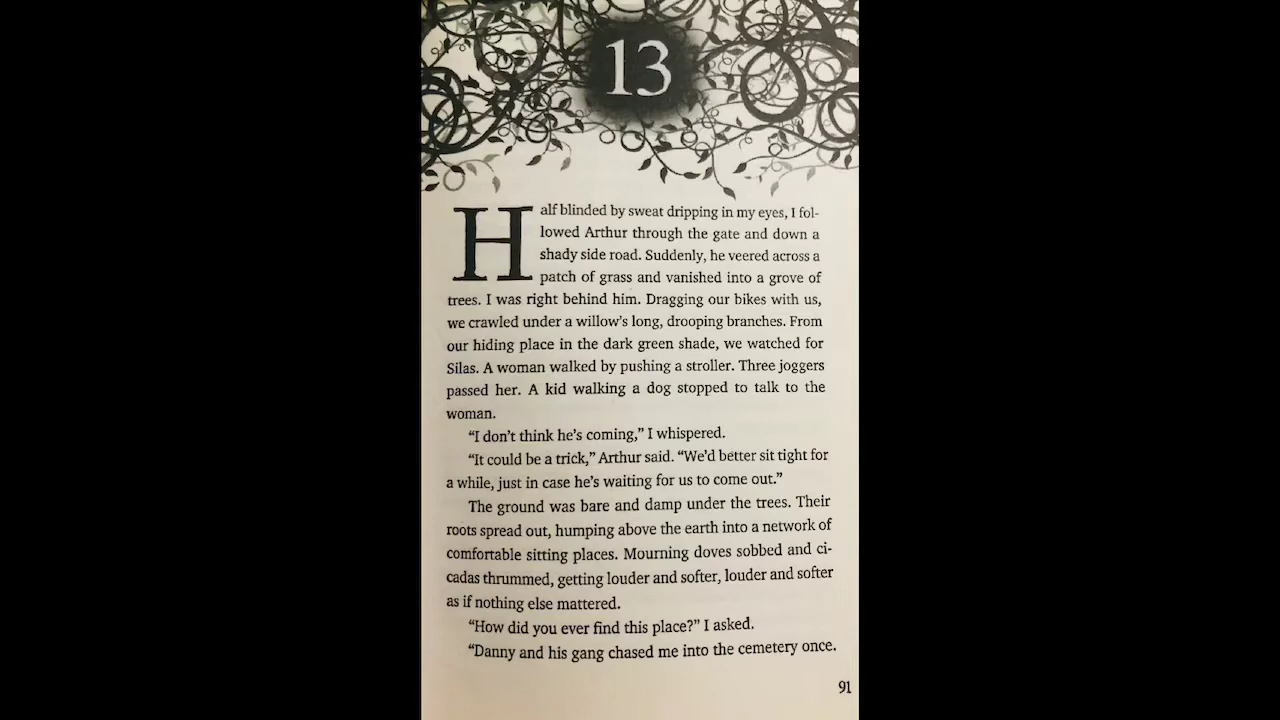 13
Half blinded by sweat dripping in my eyes, I fol-
lowed Arthur through the gate and down a
shady side road. Suddenly, he veered across a
patch of grass and vanished into a grove of
trees. I was right behind him. Dragging our bikes with us,
we crawled under a willow’s long, drooping branches. From
our hiding place in the dark green shade, we watched for
Silas. A woman walked by pushing a stroller. Three joggers
passed her. A kid walking a dog stopped to talk to the
woman.
“I don’t think he’s coming,” I whispered.
“It could be a trick,” Arthur said. “We’d better sit tight for
a while, just in case he’s waiting for us to come out.”
The ground was bare and damp under the trees. Their
roots spread out, humping above the earth into a network of
comfortable sitting places. Mourning doves sobbed and ci-
cadas thrummed, getting louder and softer, louder and softer
as if nothing else mattered.
“How did you ever find this place?” I asked.
“Danny and his gang chased me into the cemetery once.
91